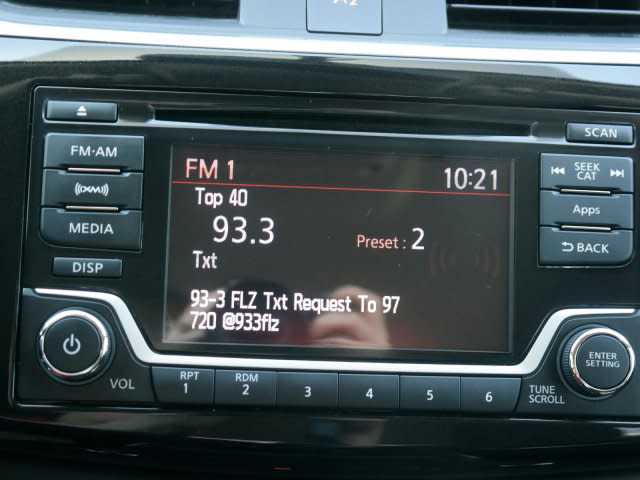 A/2
SCAN
FM·AM
((XM))
MEDIA
DISP
FM 1 10:21
Top 40
93.3 Preset : 2
Txt
93-3 FLZ Txt Request To 97
720 @933flz
SEEK
CAT
Apps
BACK
VOL
RPT
1
RDM
2
3
4
5
6
TUNE
SCROLL
ENTER
SETTING